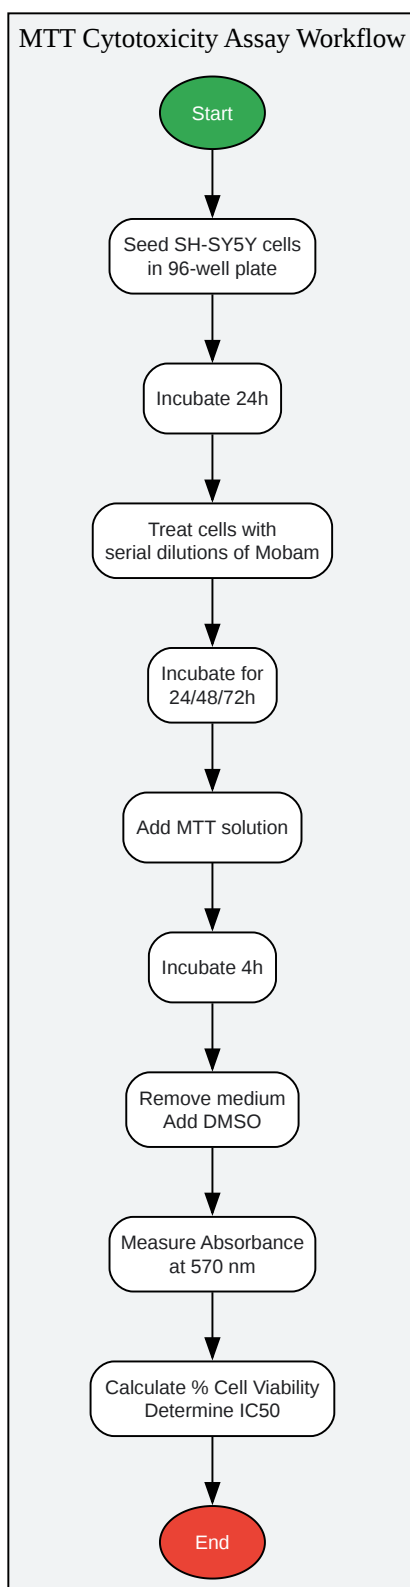 MTT Cytotoxicity Assay Workflow
Start
Seed SH-SY5Y cells
in 96-well plate
Incubate 24h
Treat cells with
serial dilutions of Mobam
Incubate for
24/48/72h
Add MTT solution
Incubate 4h
Remove medium
Add DMSO
Measure Absorbance
at 570 nm
Calculate % Cell Viability
Determine IC50
End